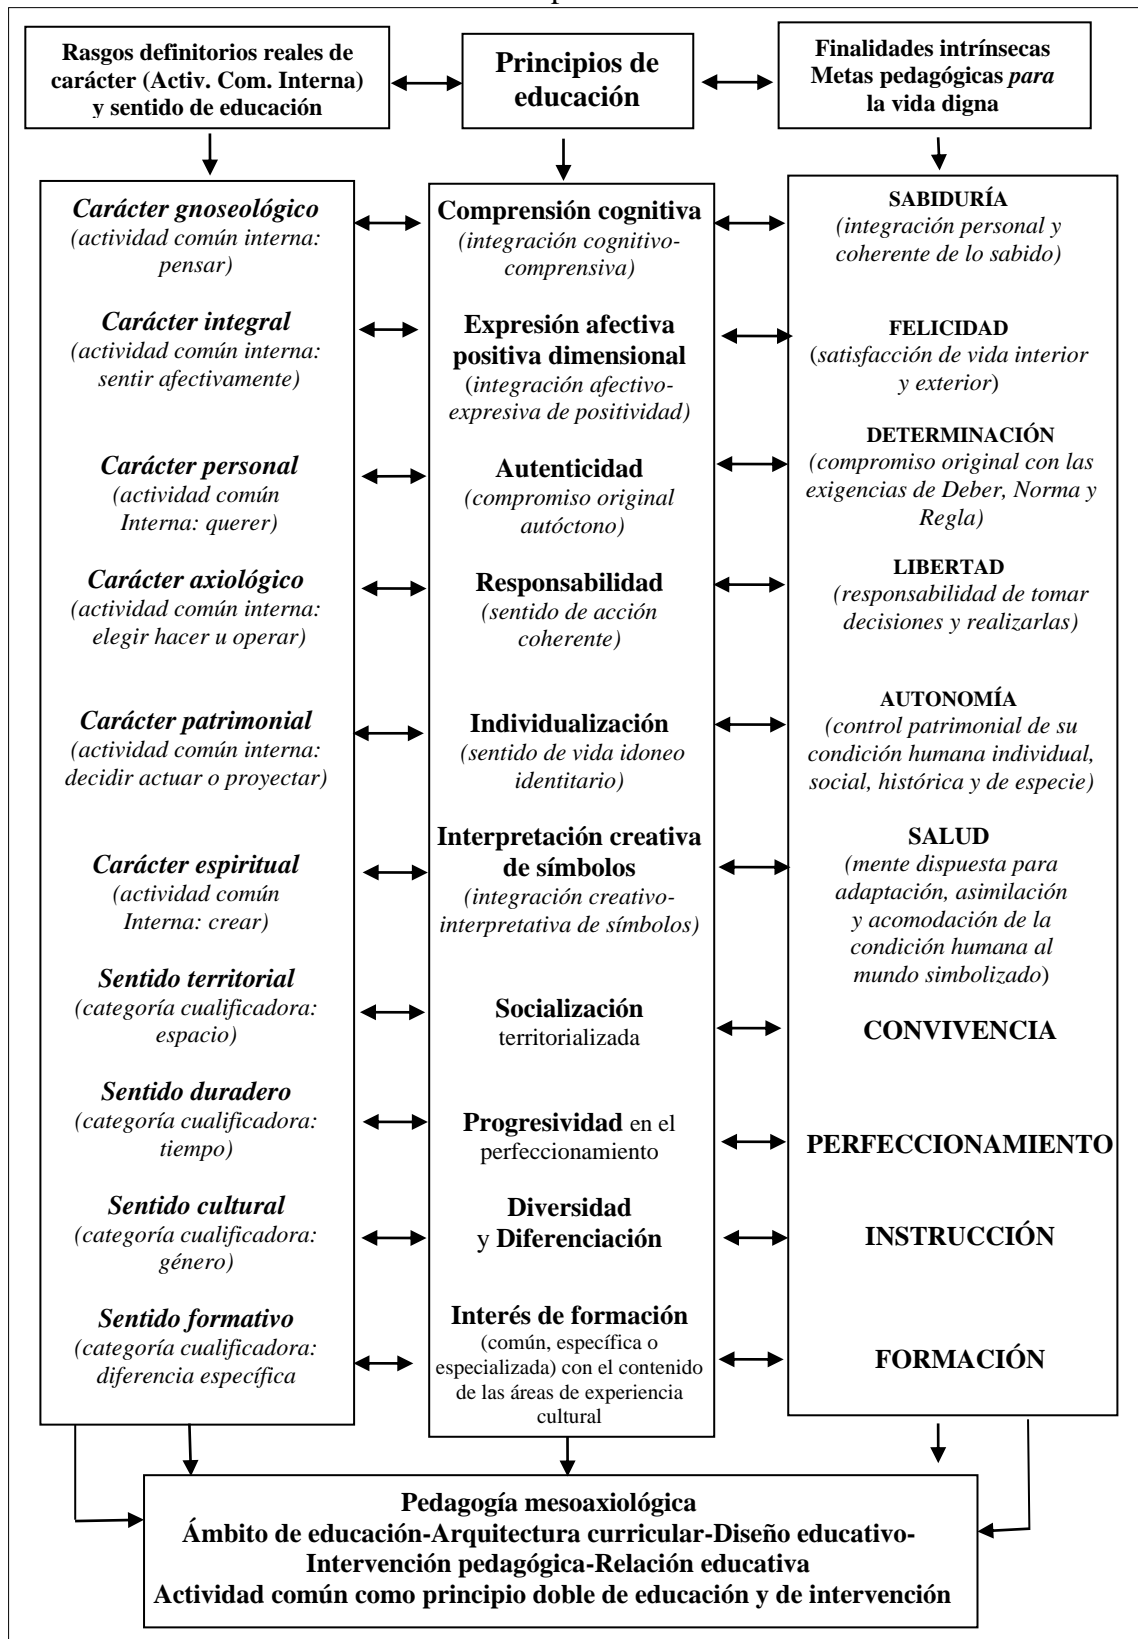 Rasgos definitorios reales de
carácter (Activ. Com. Interna)
y sentido de educación
Principios de
educación
Finalidades intrínsecas
Metas pedagógicas para
la vida digna
Carácter gnoseológico
(actividad común interna:
pensar)
Carácter integral
(actividad común interna:
sentir afectivamente)
Carácter personal
(actividad común
Interna: querer)
Carácter axiológico
(actividad común interna:
elegir hacer u operar)
Carácter patrimonial
(actividad común interna:
decidir actuar o proyectar)
Carácter espiritual
(actividad común
Interna: crear)
Sentido territorial
(categoría cualificadora:
espacio)
Sentido duradero
(categoría cualificadora:
tiempo)
Sentido cultural
(categoría cualificadora:
género)
Sentido formativo
(categoría cualificadora:
diferencia específica
Comprensión cognitiva
(integración cognitivo-
comprensiva)
Expresión afectiva
positiva dimensional
(integración afectivo-
expresiva de positividad)
Autenticidad
(compromiso original
autóctono)
Responsabilidad
(sentido de acción
coherente)
Individualización
(sentido de vida idoneo
identitario)
Interpretación creativa
de símbolos
(integración creativo-
interpretativa de símbolos)
Socialización
territorializada
Progresividad en el
perfeccionamiento
Diversidad
y Diferenciación
Interés de formación
(común, específica o
especializada) con el contenido
de las áreas de experiencia
cultural
SABIDURÍA
(integración personal y
coherente de lo sabido)
FELICIDAD
(satisfacción de vida interior
y exterior)
DETERMINACIÓN
(compromiso original con las
exigencias de Deber, Norma y
Regla)
LIBERTAD
(responsabilidad de tomar
decisiones y realizarlas)
AUTONOMÍA
(control patrimonial de su
condición humana individual,
social, histórica y de especie)
SALUD
(mente dispuesta para
adaptación, asimilación
y acomodación de la
condición humana al
mundo simbolizado)
CONVIVENCIA
PERFECCIONAMIENTO
INSTRUCCIÓN
FORMACIÓN
Pedagogía mesoaxiológica
Ámbito de educación-Arquitectura curricular-Diseño educativo-
Intervención pedagógica-Relación educativa
Actividad común como principio doble de educación y de intervención